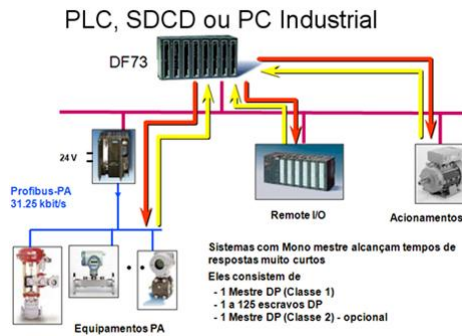 PLC, SDCD ou PC Industrial
DF73
24 V
Profibus-PA
31.25 kbit/s
Remote I/O
Acionamentos
Sistemas com Mono mestre alcançam tempos de
respostas muito curtos
Eles consistem de
- 1 Mestre DP (Classe 1)
- 1 a 125 escravos DP
- 1 Mestre DP (Classe 2) - opcional
Equipamentos PA